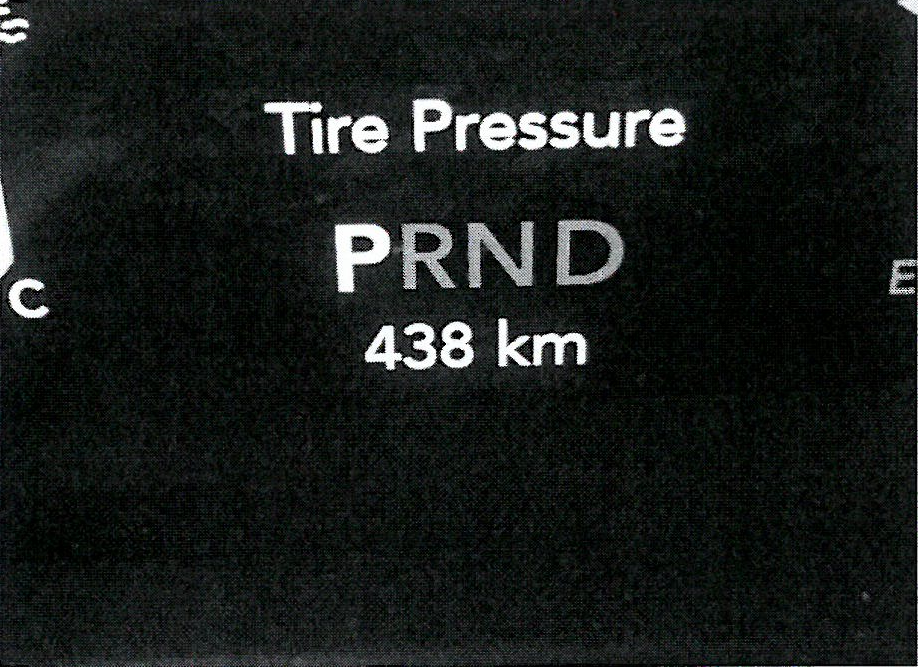 Tire Pressure
PRND
C
E
438 km